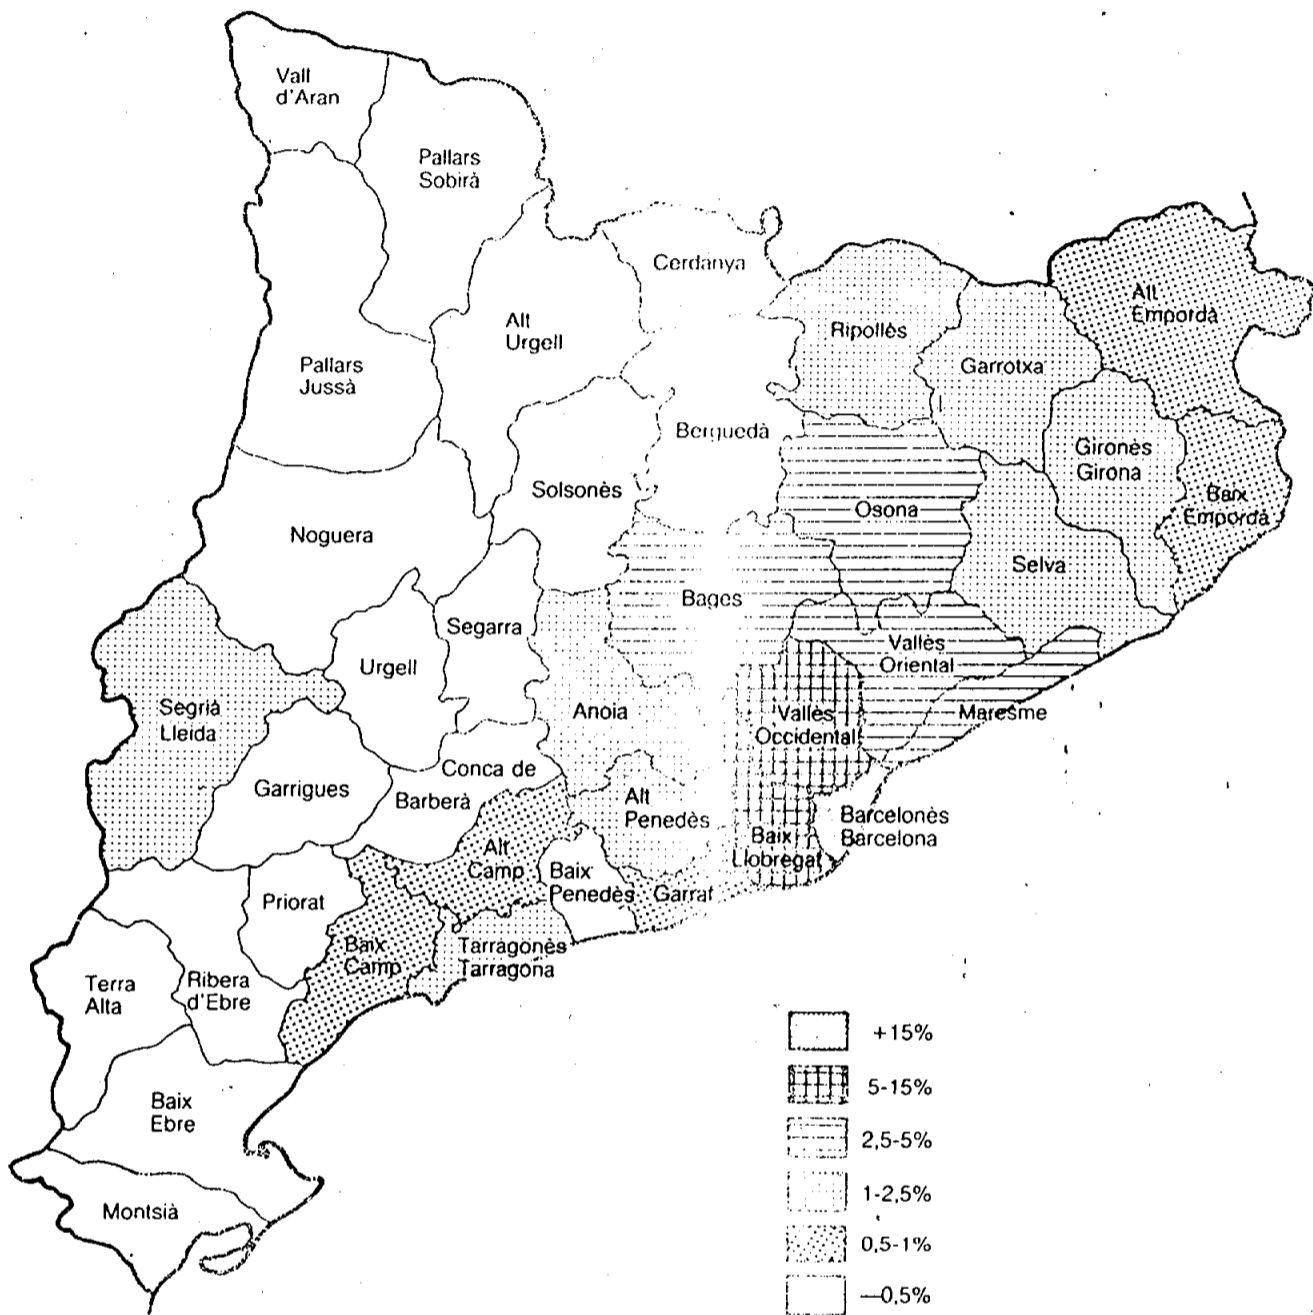 Vall
d'Aran
Pallars
Sobirà
Cerdanya
Alt
Empordà
Alt
Urgell
Ripollès
Pallars
Jussà
Garrotxa
Berguedà
Gironès
Girona
Solsonès
Baix
Empordà
Osona
Noguera
Selva
Bages
Segarra
Urgell
Vallès
Oriental
Segrià
Lleida
Anoia
Vallès
Occidental
Maresme
Conca de
Barberà
Garrigues
Alt
Penedès
Barcelonès
Barcelona
Baix
Llobregat
Alt
Camp
Baix
Penedès
Garraf
Priorat
Baix
Camp
Tarragonès
Tarragona
Terra
Alta
Ribera
d'Ebre
Baix
Ebre
Montsià
+15%
5-15%
2,5-5%
1-2,5%
0,5-1%
—0,5%